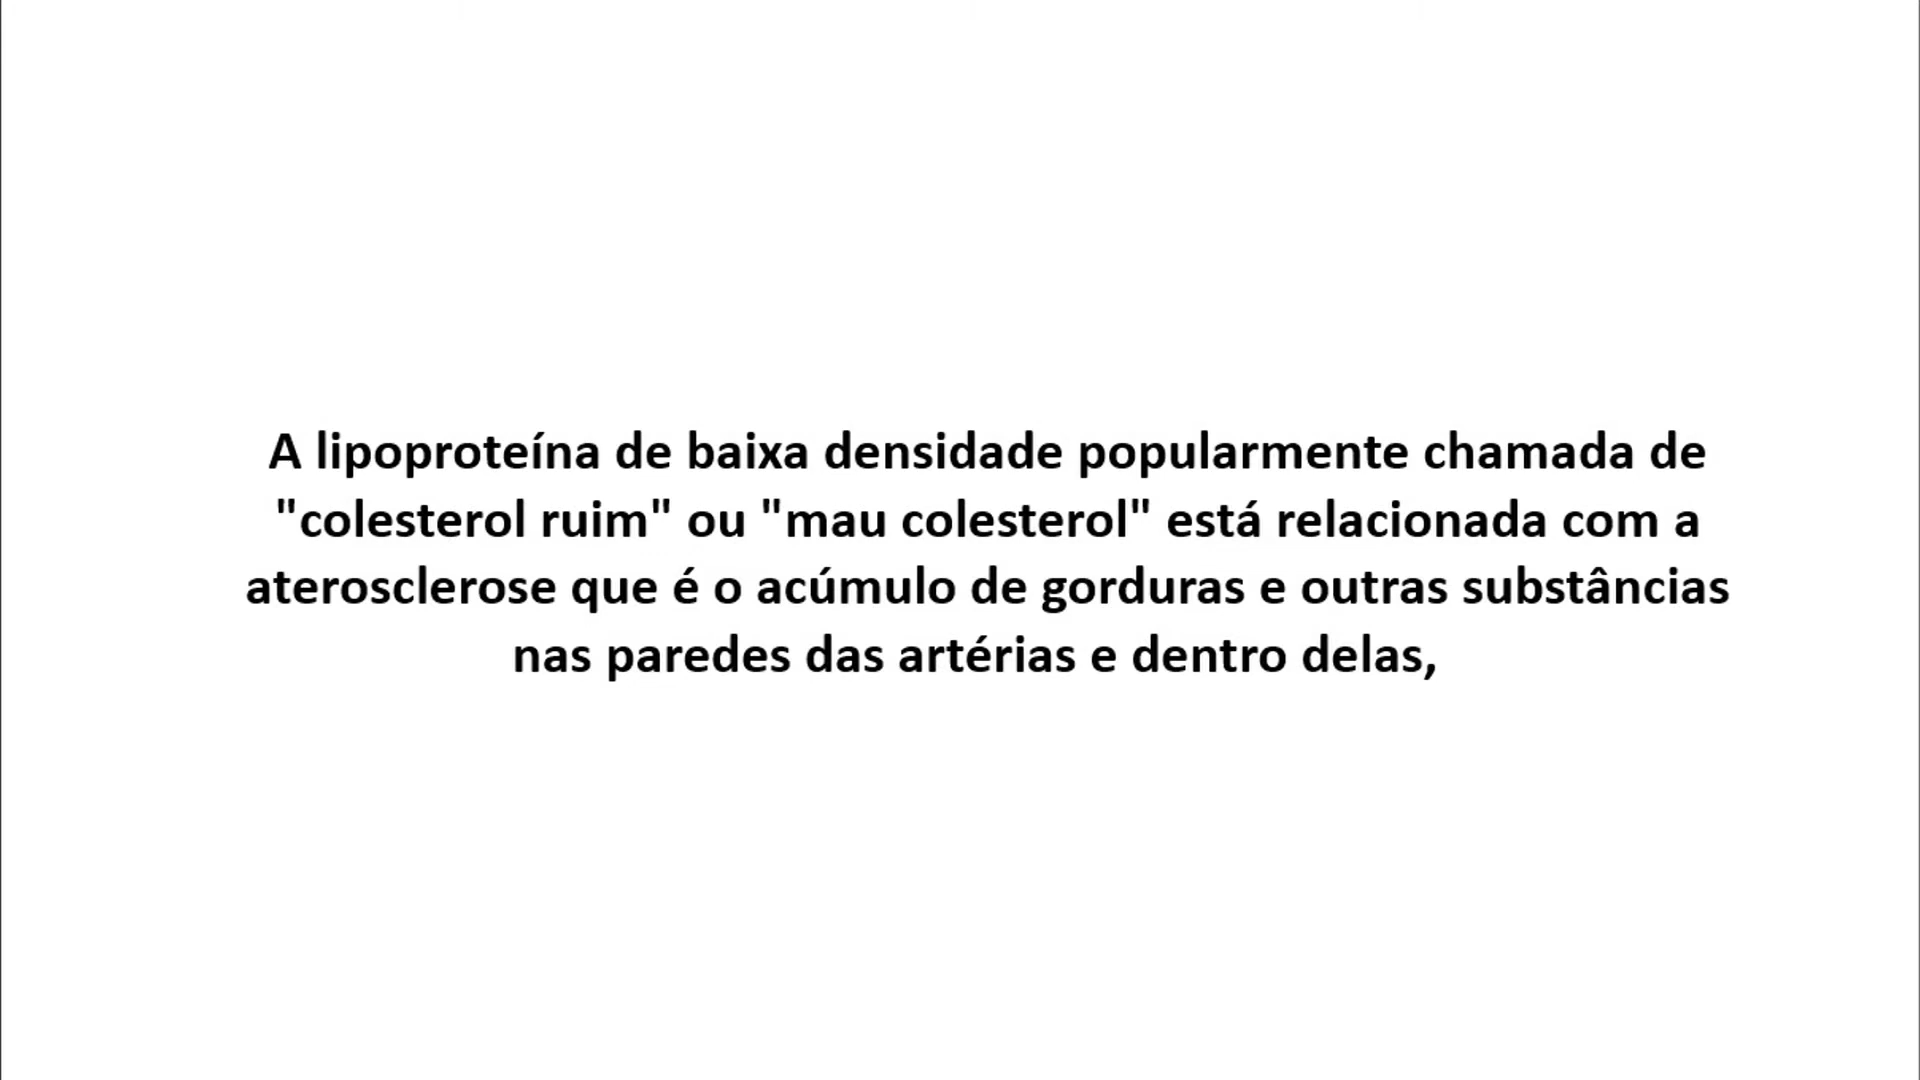 A lipoproteína de baixa densidade popularmente chamada de
"colesterol ruim" ou "mau colesterol" está relacionada com a
aterosclerose que é o acúmulo de gorduras e outras substâncias
nas paredes das artérias e dentro delas,